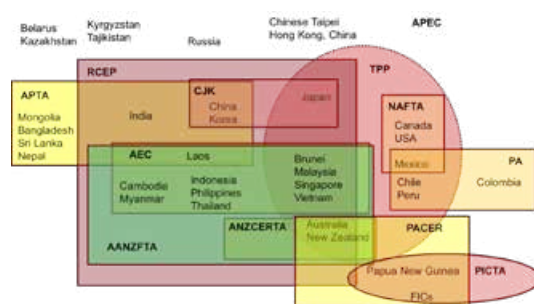 Belarus
Kazakhstan
Kyrgyzstan
Tajikistan
Russia
Chinese Taipei
Hong Kong, China
APEC
RCEP
TPP
APTA
Mongolia
Bangladesh
Sri Lanka
Nepal
India
CJK
China
Korea
Japan
NAFTA
Canada
USA
Mexico
PA
Chile
Peru
Colombia
AEC
Laos
Cambodia
Myanmar
Indonesia
Philippines
Thailand
Brunei
Malaysia
Singapore
Vietnam
AANZFTA
ANZCERTA
Australia
New Zealand
PACER
Papua New Guinea
PICTA
FICs